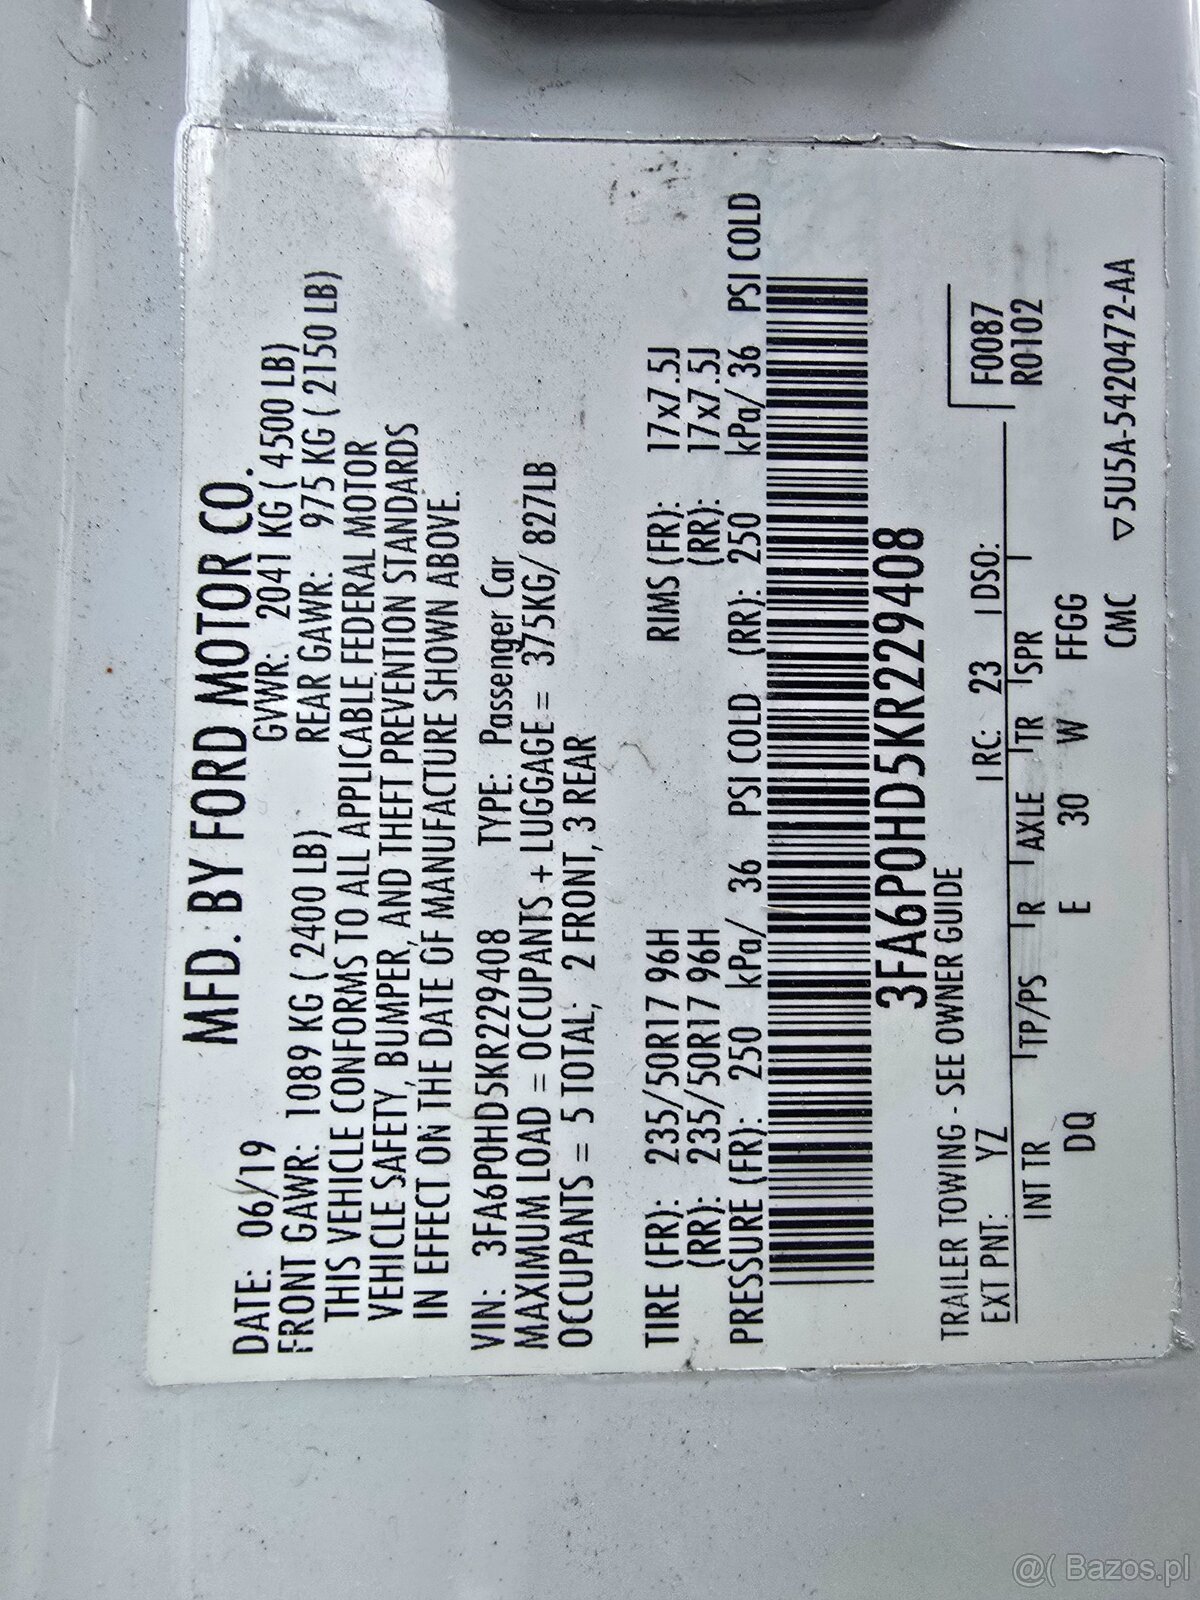 MFD. BY FORD MOTOR CO.
DATE: 06/19 GVWR: 2041 KG ( 4500 LB)
FRONT GAWR: 1089 KG ( 2400 LB) REAR GAWR: 975 KG ( 2150 LB)
THIS VEHICLE CONFORMS TO ALL APPLICABLE FEDERAL MOTOR
VEHICLE SAFETY, BUMPER, AND THEFT PREVENTION STANDARDS
IN EFFECT ON THE DATE OF MANUFACTURE SHOWN ABOVE.
VIN: 3FA6P0HD5KR229408 TYPE: Passenger Car
MAXIMUM LOAD = OCCUPANTS + LUGGAGE = 375KG/ 827LB
OCCUPANTS = 5 TOTAL; 2 FRONT, 3 REAR
TIRE (FR): 235/50R17 96H RIMS (FR): 17x7.5J
(RR): 235/50R17 96H (RR): 17x7.5J
PRESSURE (FR): 250 kPa/ 36 PSI COLD (RR): 250 kPa/ 36 PSI COLD
3FA6P0HD5KR229408
TRAILER TOWING - SEE OWNER GUIDE
EXT PNT: YZ RC: 23 DSO: F0087
R0102
INT TR TP/PS R AXLE TR SPR
DQ E 30 W FFGG
CMC ▽5U5A-5420472-AA
@( Bazos.pl